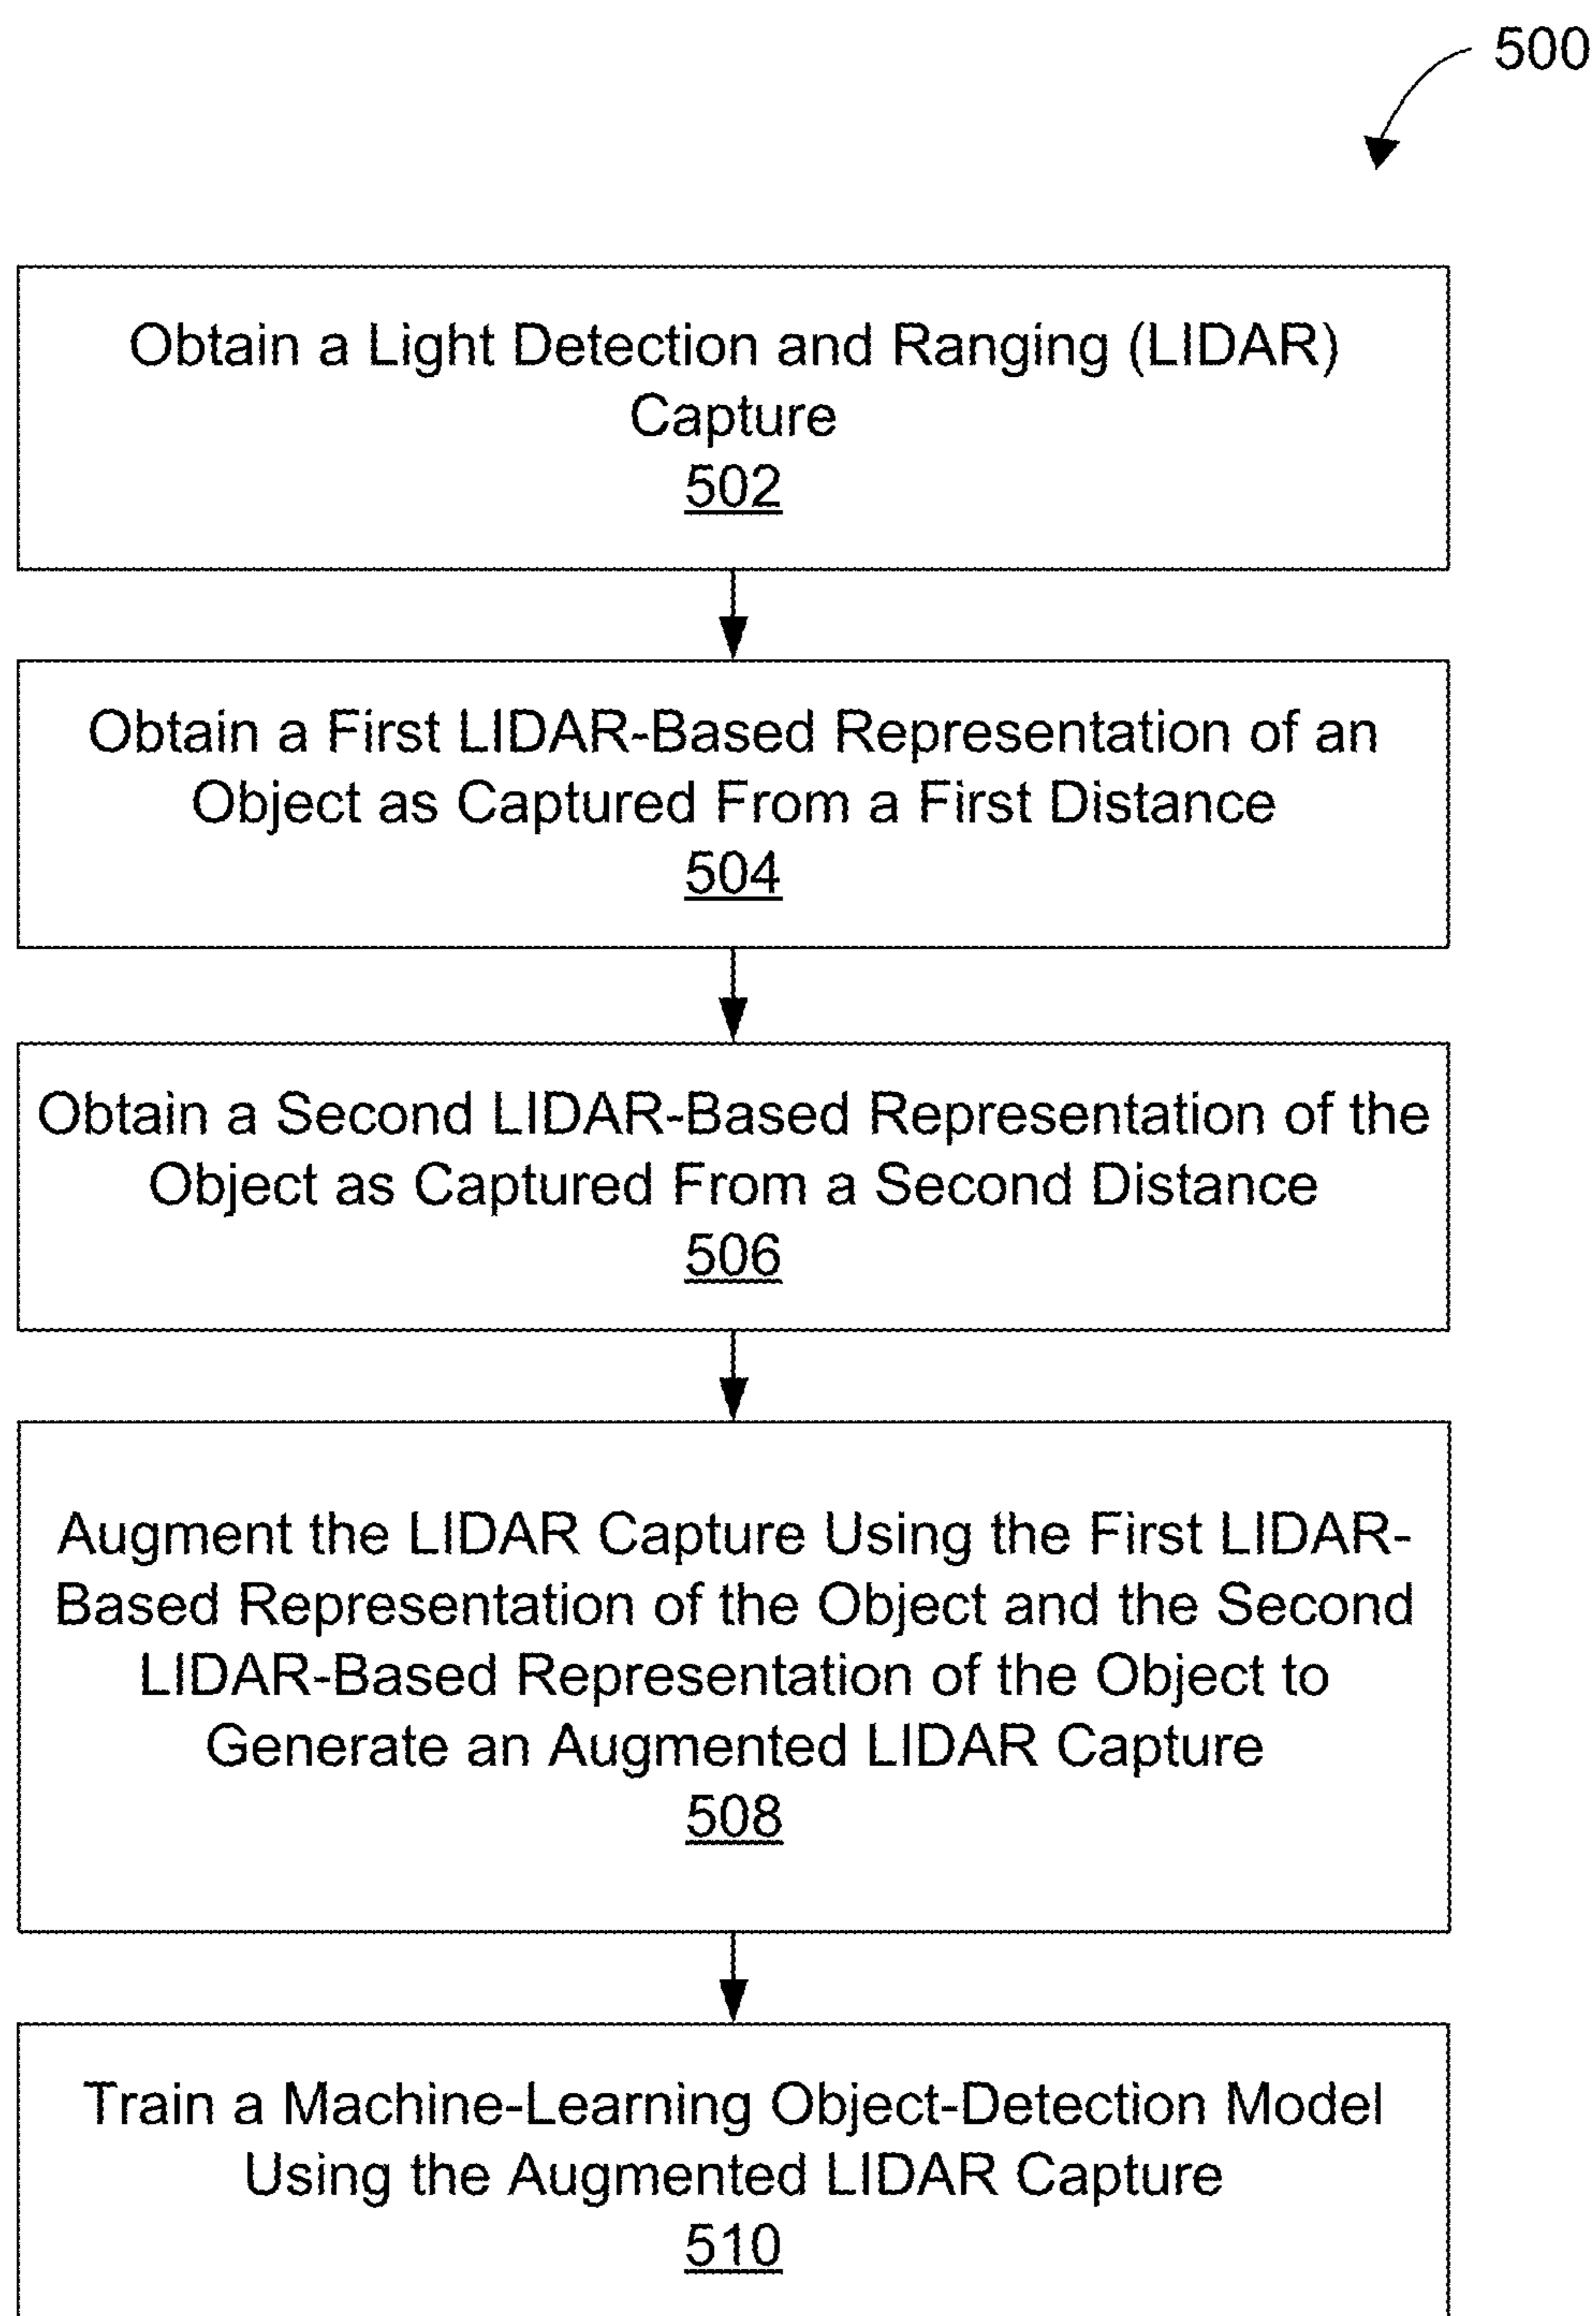 500
Obtain a Light Detection and Ranging (LIDAR)
Capture
502
Obtain a First LIDAR-Based Representation of an
Object as Captured From a First Distance
504
Obtain a Second LIDAR-Based Representation of the
Object as Captured From a Second Distance
506
Augment the LIDAR Capture Using the First LIDAR-
Based Representation of the Object and the Second
LIDAR-Based Representation of the Object to
Generate an Augmented LIDAR Capture
508
Train a Machine-Learning Object-Detection Model
Using the Augmented LIDAR Capture
510